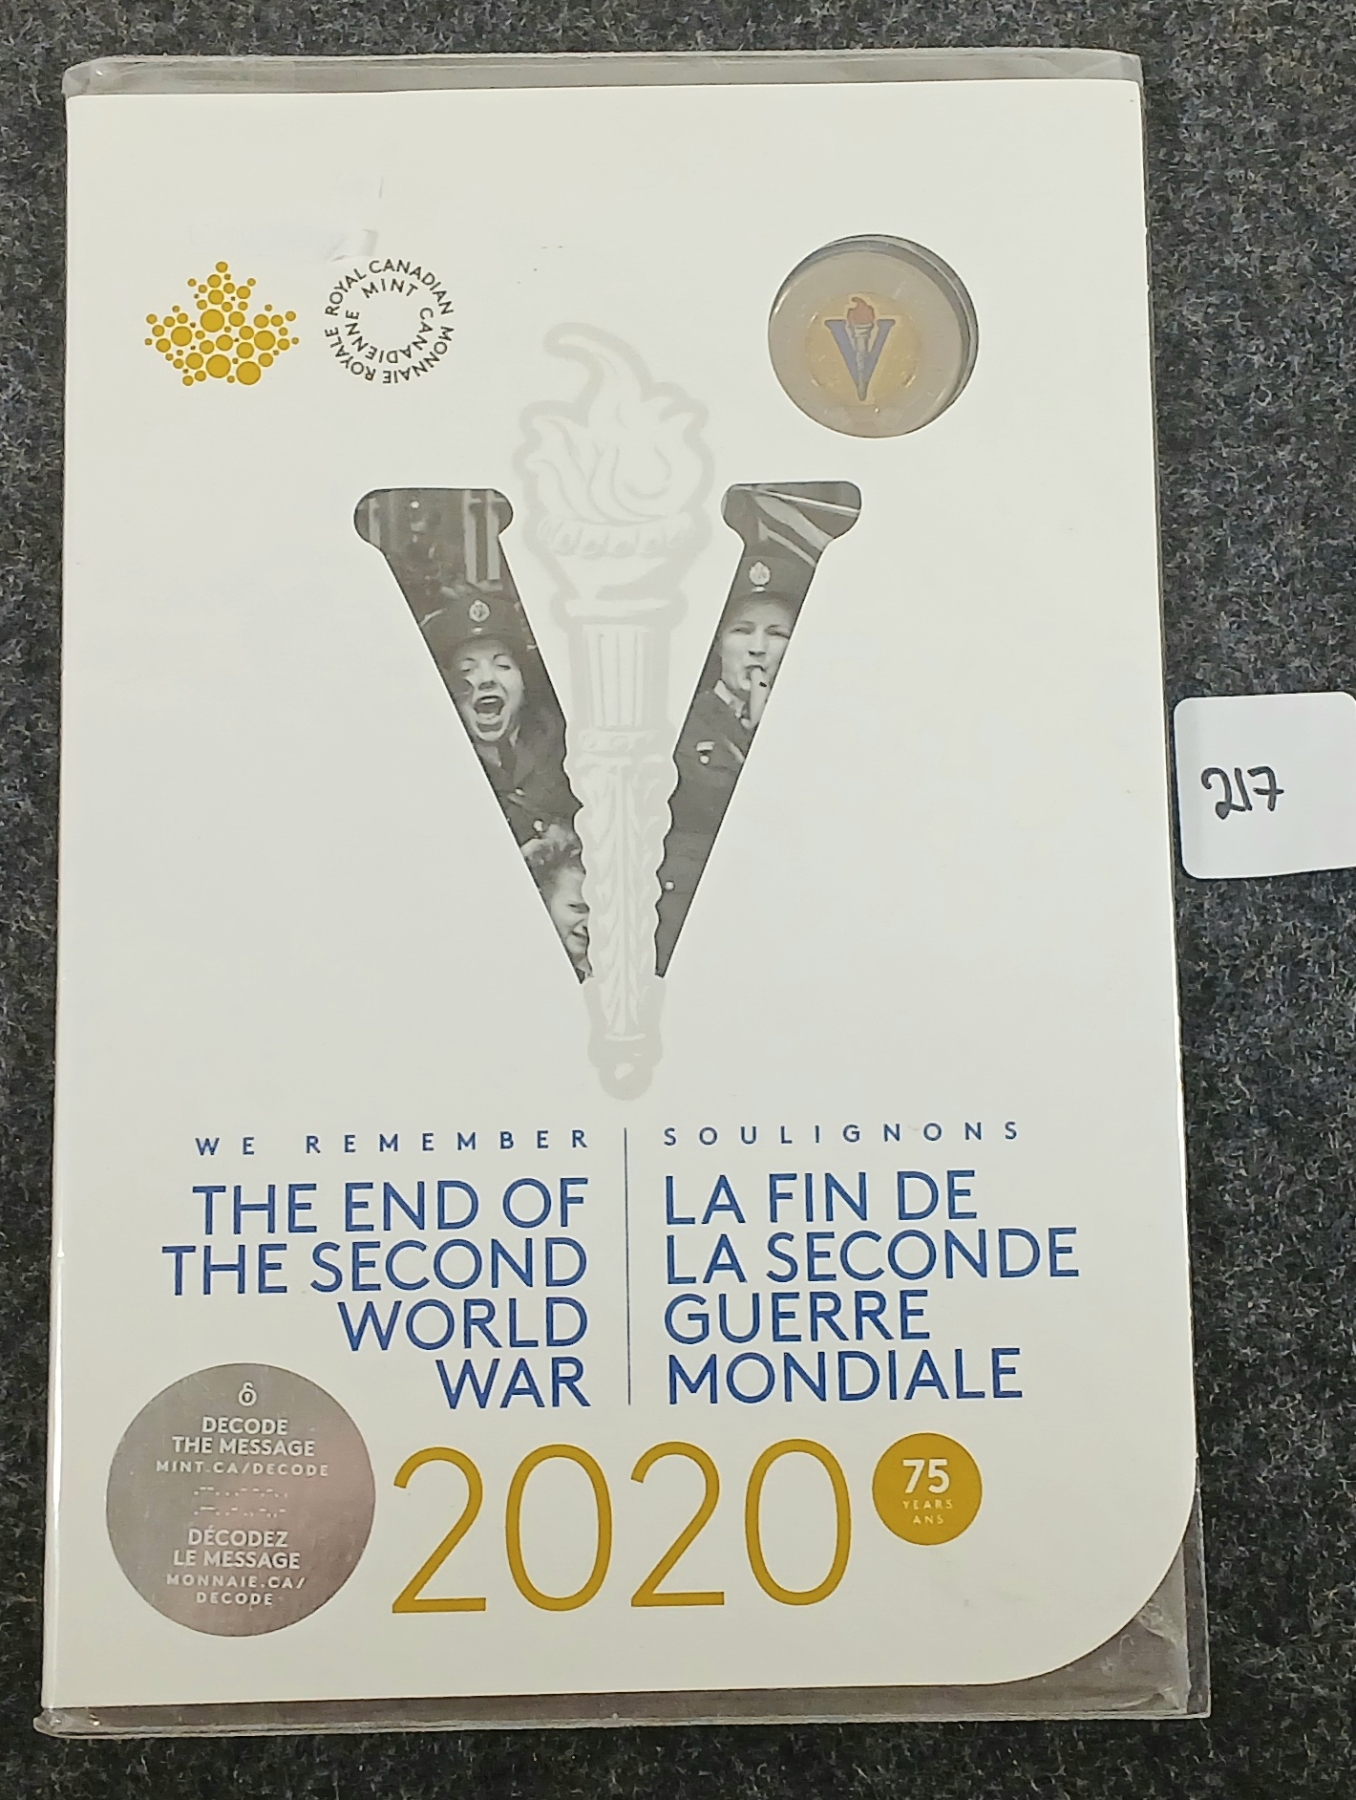 ROYAL CANADIAN MINT
MONNAIE ROYALE CANADIENNE
V
217
WE REMEMBER
THE END OF
THE SECOND
WORLD
WAR
SOULIGNONS
LA FIN DE
LA SECONDE
GUERRE
MONDIALE
DECODE
THE MESSAGE
MINT.CA/DECODE
DÉCODEZ
LE MESSAGE
MONNAIE.CA/
DECODE
2020
75
YEARS
ANS